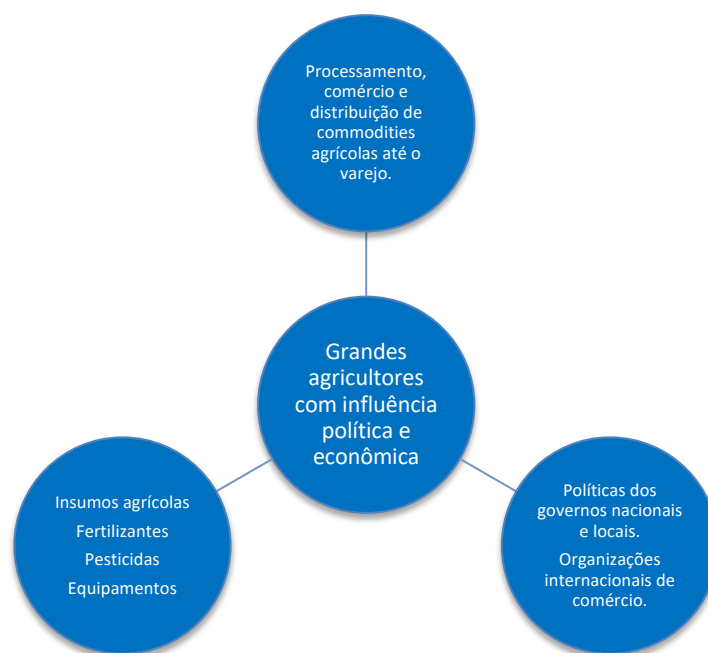 Processamento,
comércio e
distribuição de
commodities
agrícolas até o
varejo.
Grandes
agricultores
com influência
política e
econômica
Insumos agrícolas
Fertilizantes
Pesticidas
Equipamentos
Políticas dos
governos nacionais
e locais.
Organizações
internacionais de
comércio.